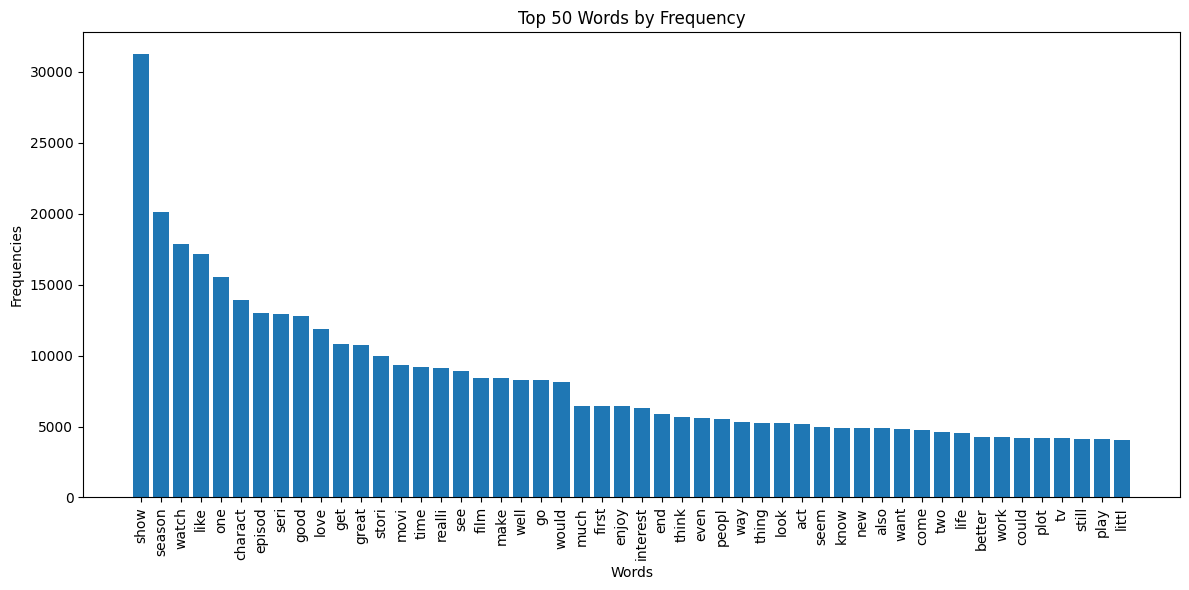 Top 50 Words by Frequency
Frequencies
30000
25000
20000
15000
10000
5000
0
show
season
watch
like
one
charact
episod
seri
good
love
get
great
stori
movi
time
realli
see
film
make
well
go
would
much
first
enjoy
interest
end
think
even
peopl
way
thing
look
act
seem
know
new
also
want
come
two
life
better
work
could
plot
tv
still
play
littl
Words